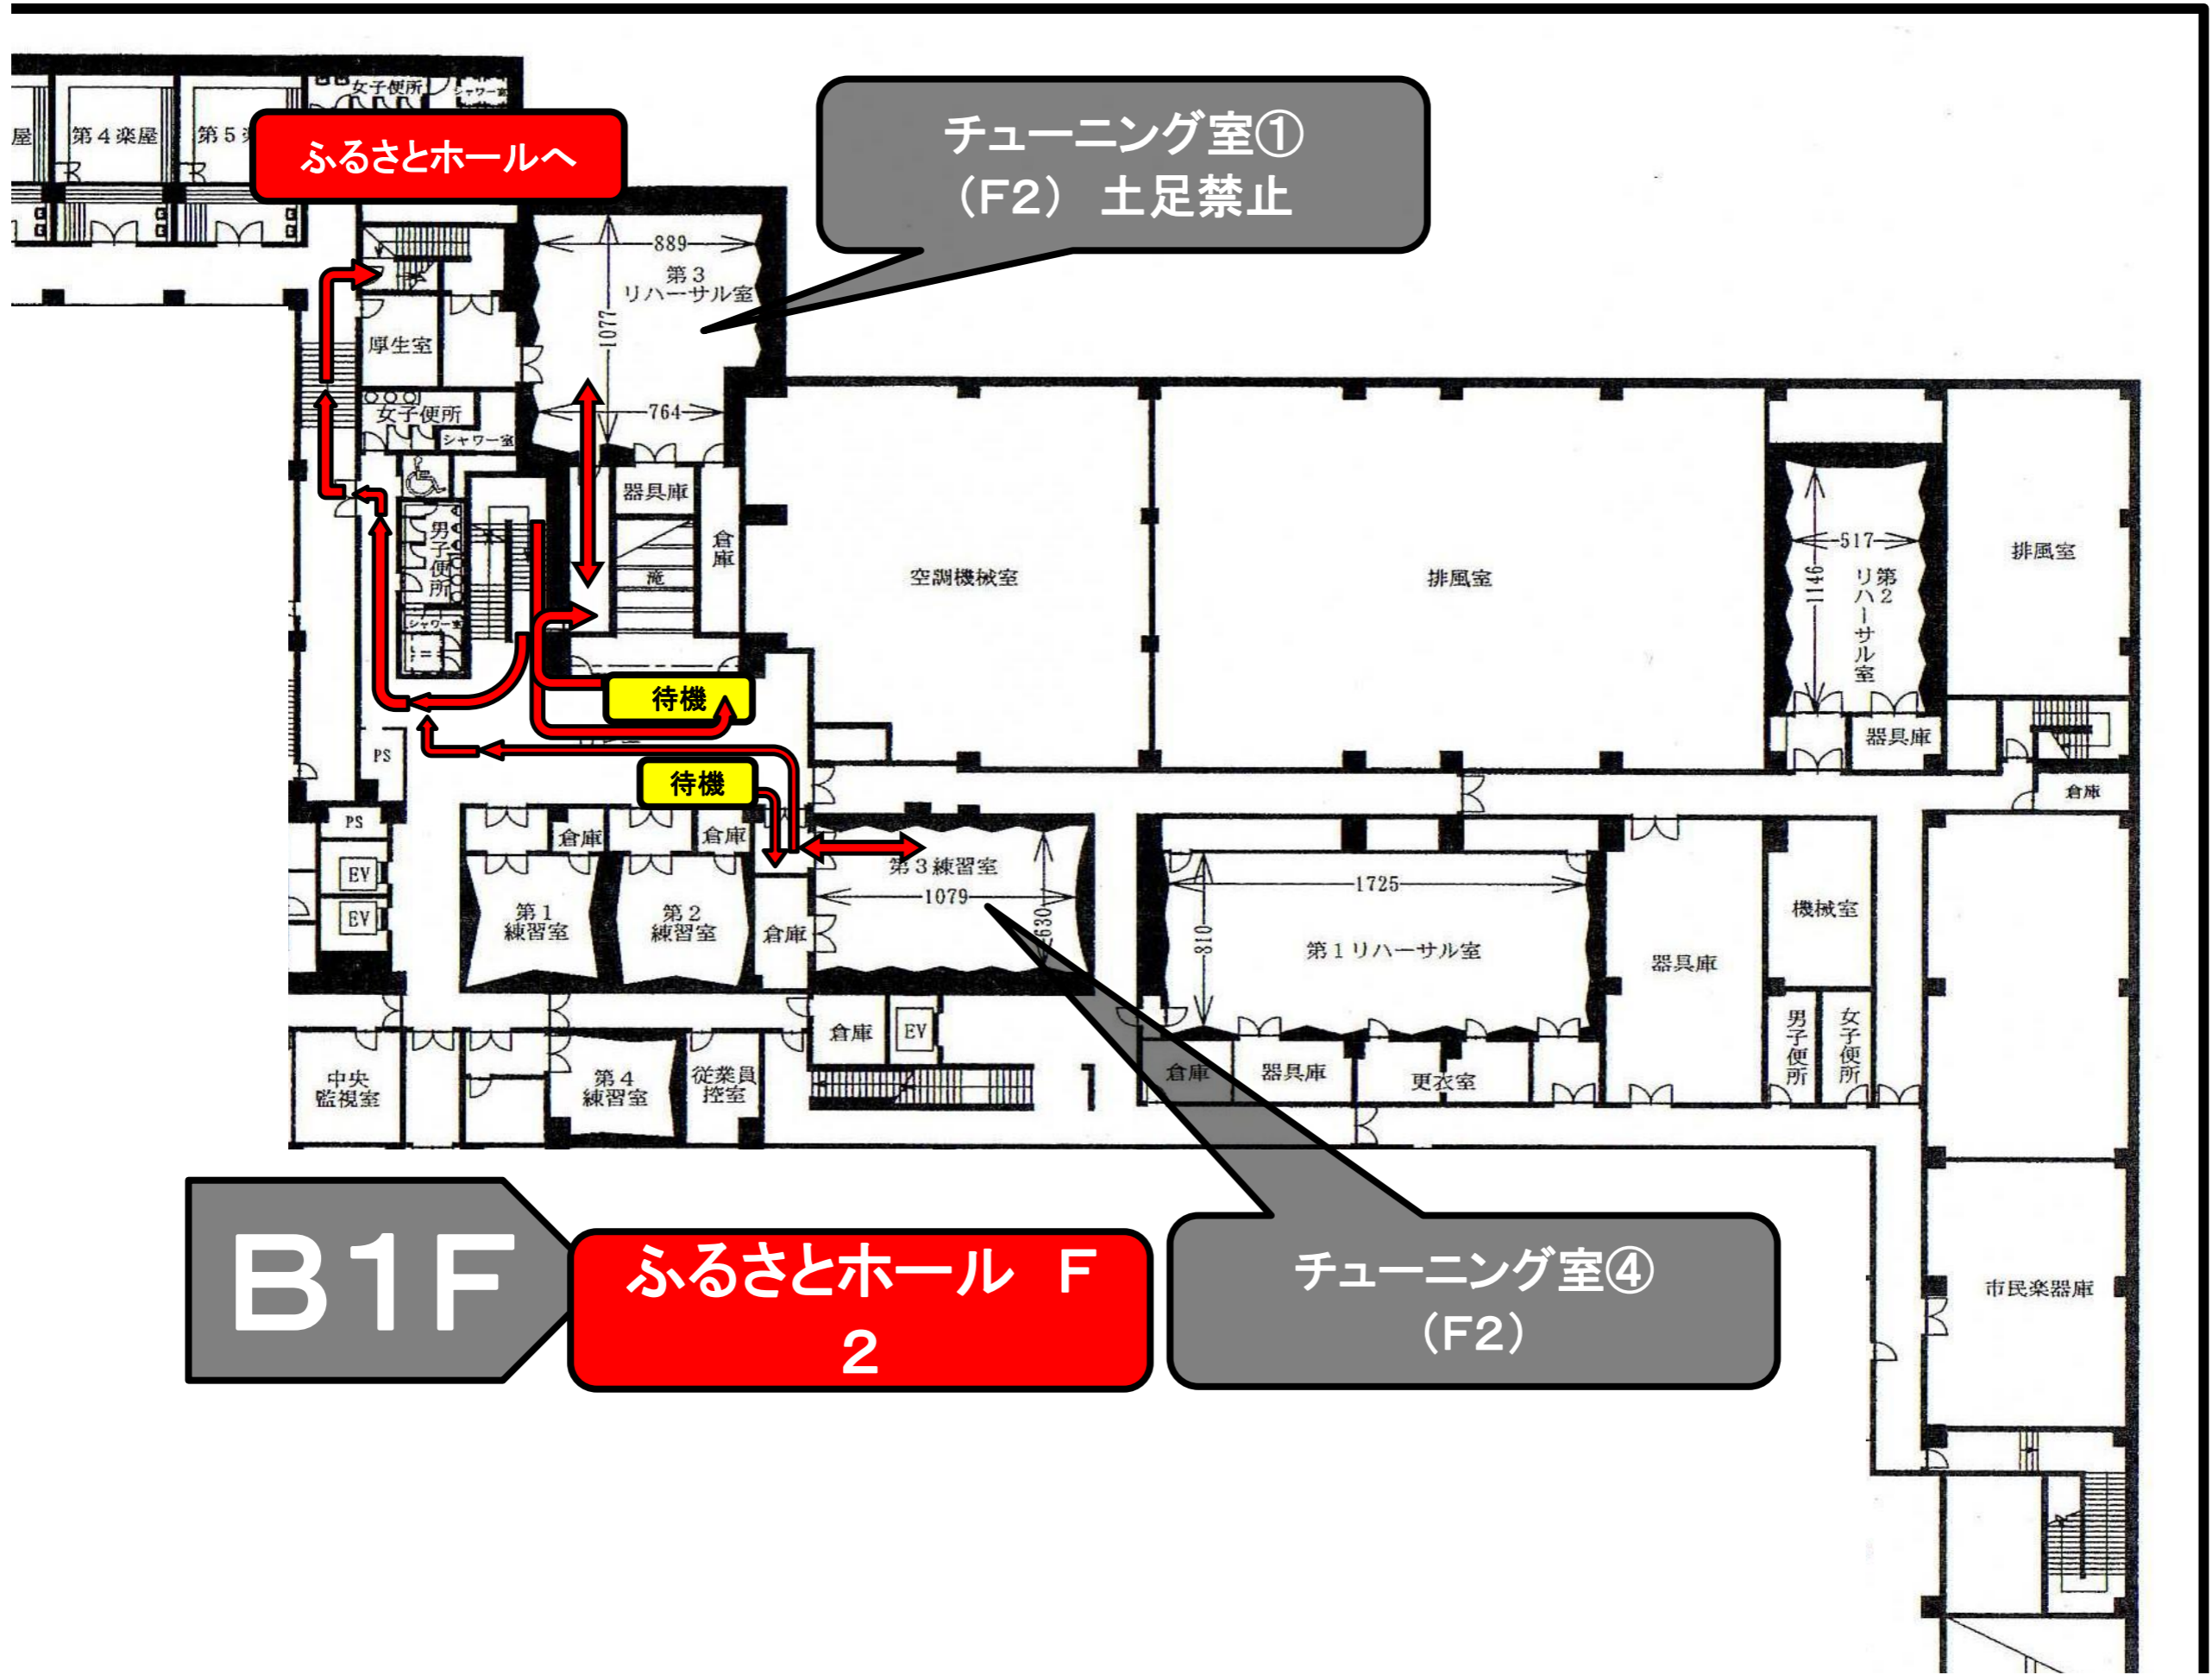 女子便所
シャワー室
屋
第4楽屋
第5
ふるさとホールへ
チューニング室①
（F2） 土足禁止
889
第3
リハーサル室
1077
厚生室
764
女子便所
シャワー室
器具庫
倉庫
男子便所
滝
シャワー室
空調機械室
排風室
517
1146
第2
リハーサル室
排風室
器具庫
倉庫
待機
PS
待機
PS
EV
EV
倉庫
倉庫
第1
練習室
第2
練習室
倉庫
第3練習室
1079
630
1725
810
第1リハーサル室
器具庫
機械室
男子便所
女子便所
倉庫
EV
中央
監視室
第4
練習室
従業員
控室
倉庫
器具庫
更衣室
市民楽器庫
B1F
ふるさとホール F
2
チューニング室④
（F2）